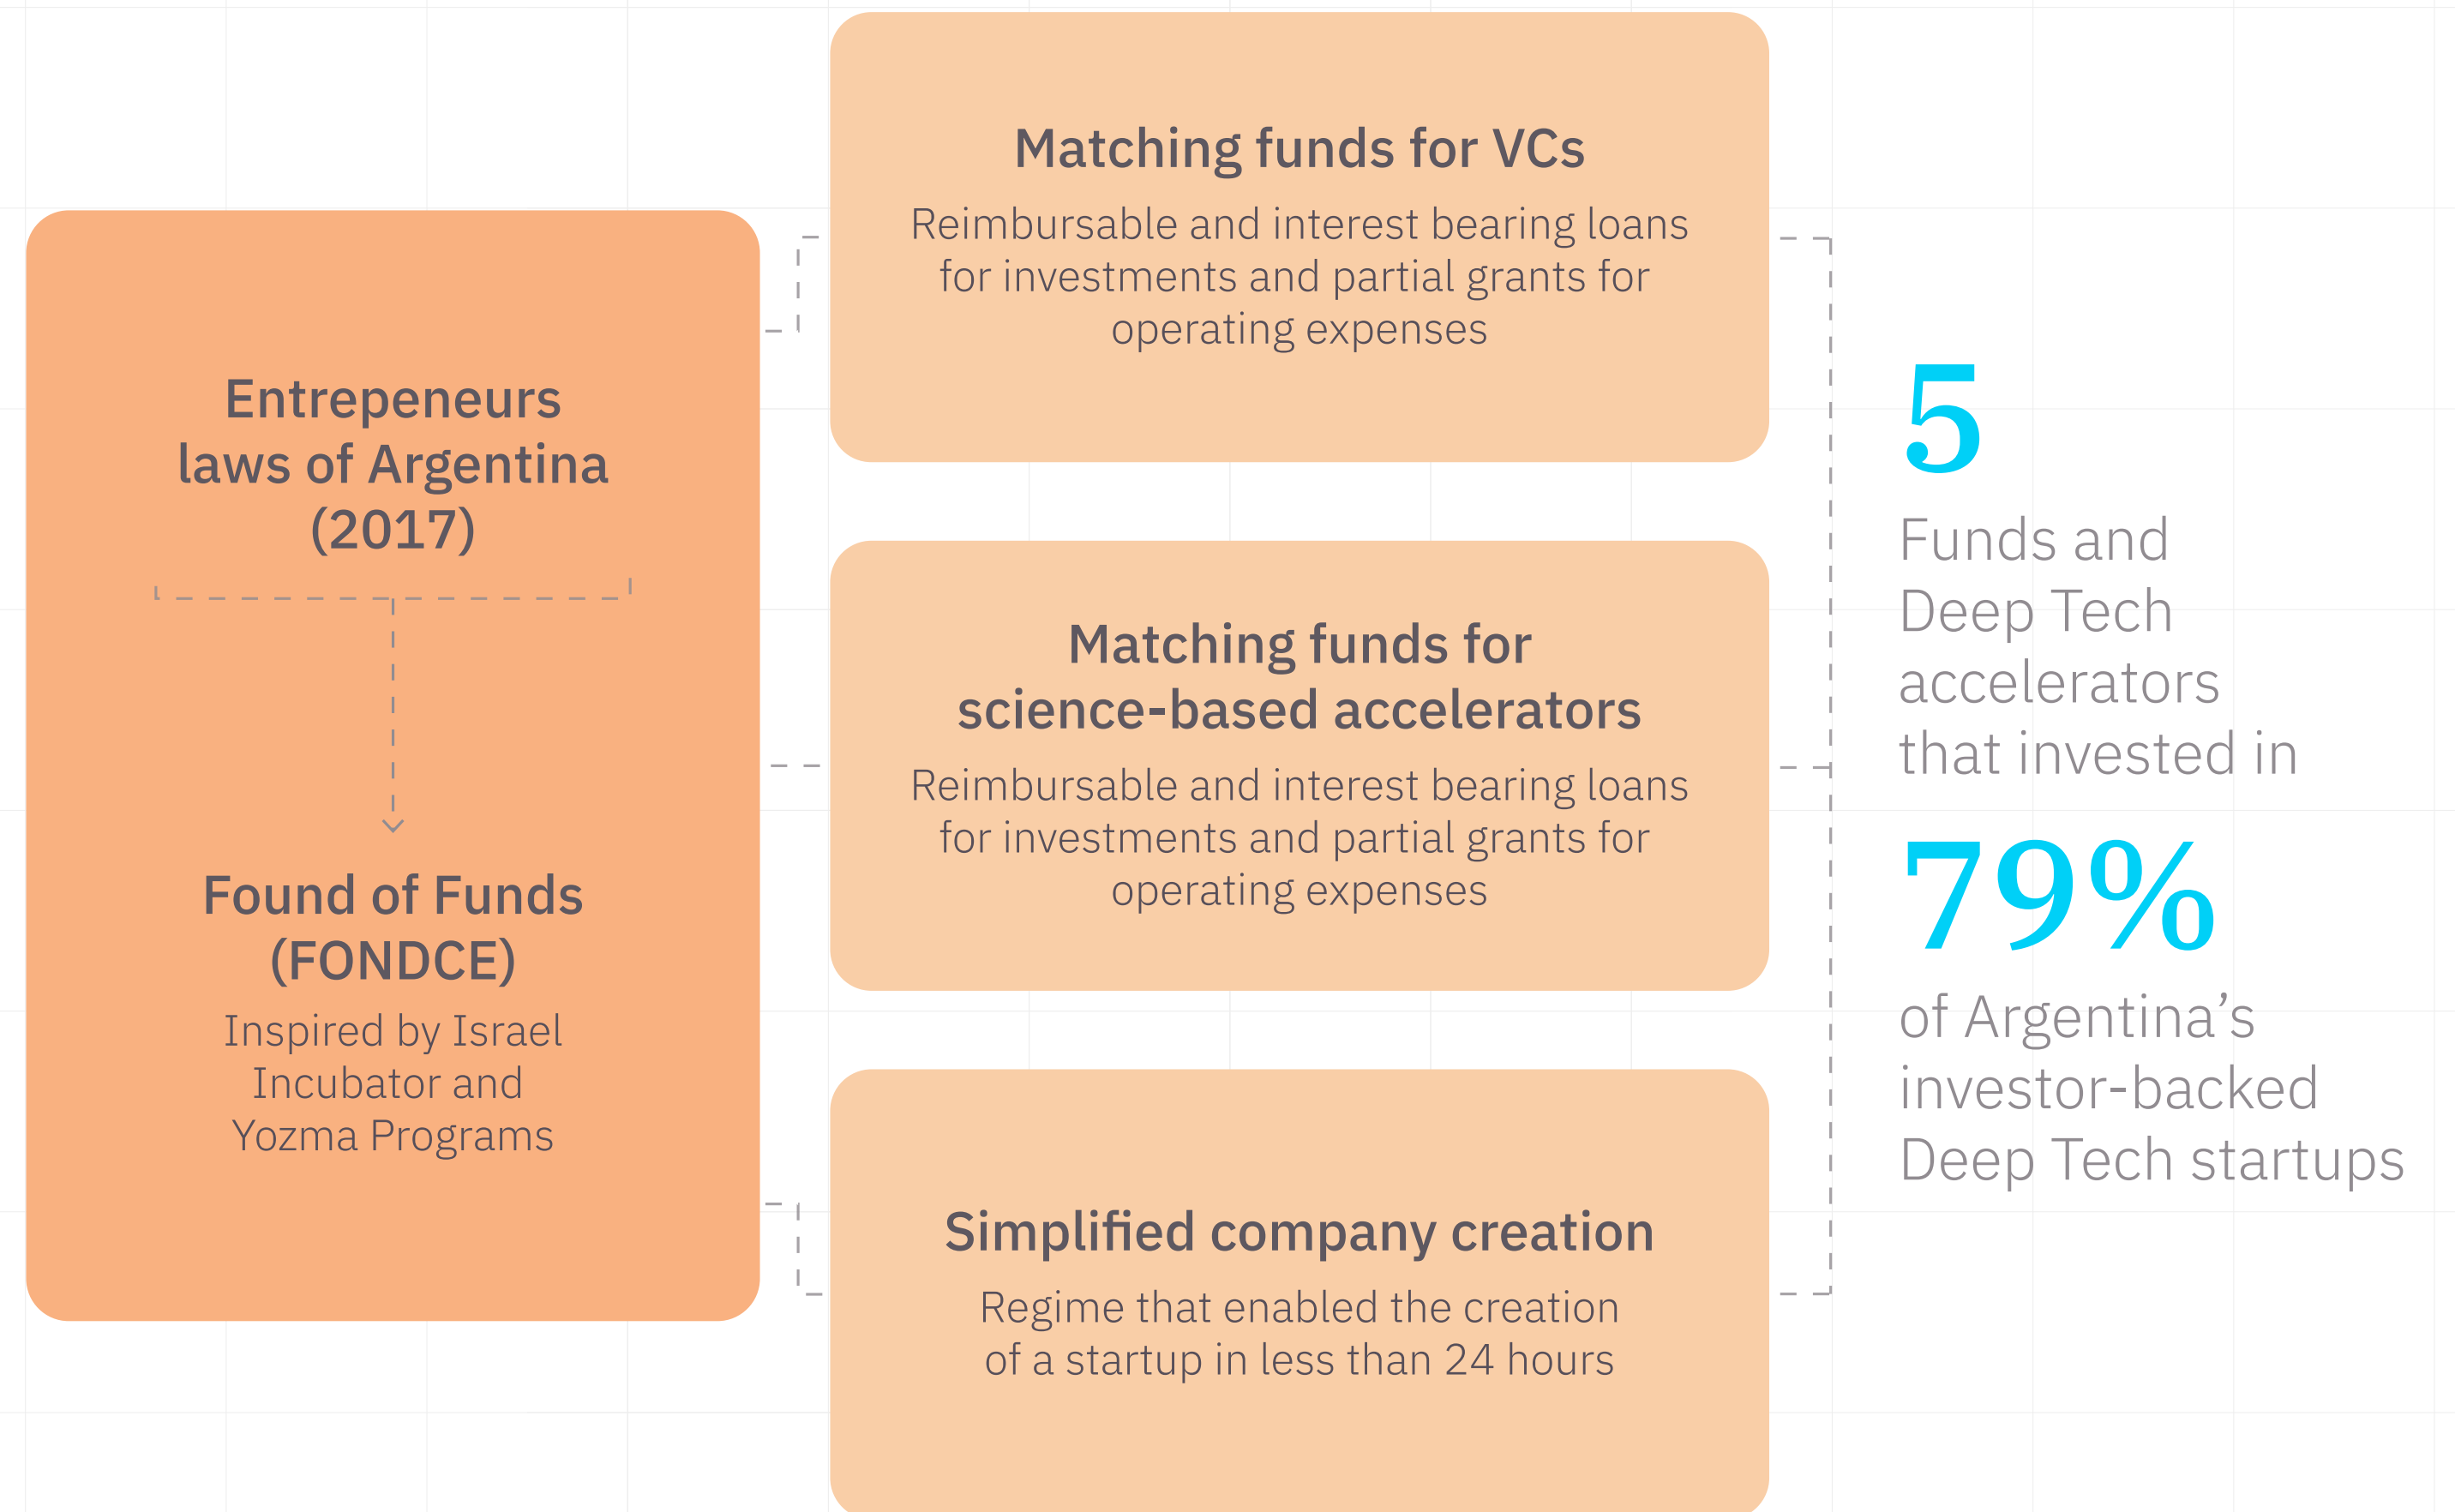 Entrepeneurs
laws of Argentina
(2017)
Found of Funds
(FONDCE)
Inspired by Israel
Incubator and
Yozma Programs
Matching funds for VCs
Reimbursable and interest bearing loans
for investments and partial grants for
operating expenses
Matching funds for
science-based accelerators
Reimbursable and interest bearing loans
for investments and partial grants for
operating expenses
Simplified company creation
Regime that enabled the creation
of a startup in less than 24 hours
5
Funds and
Deep Tech
accelerators
that invested in
79%
of Argentina’s
investor-backed
Deep Tech startups